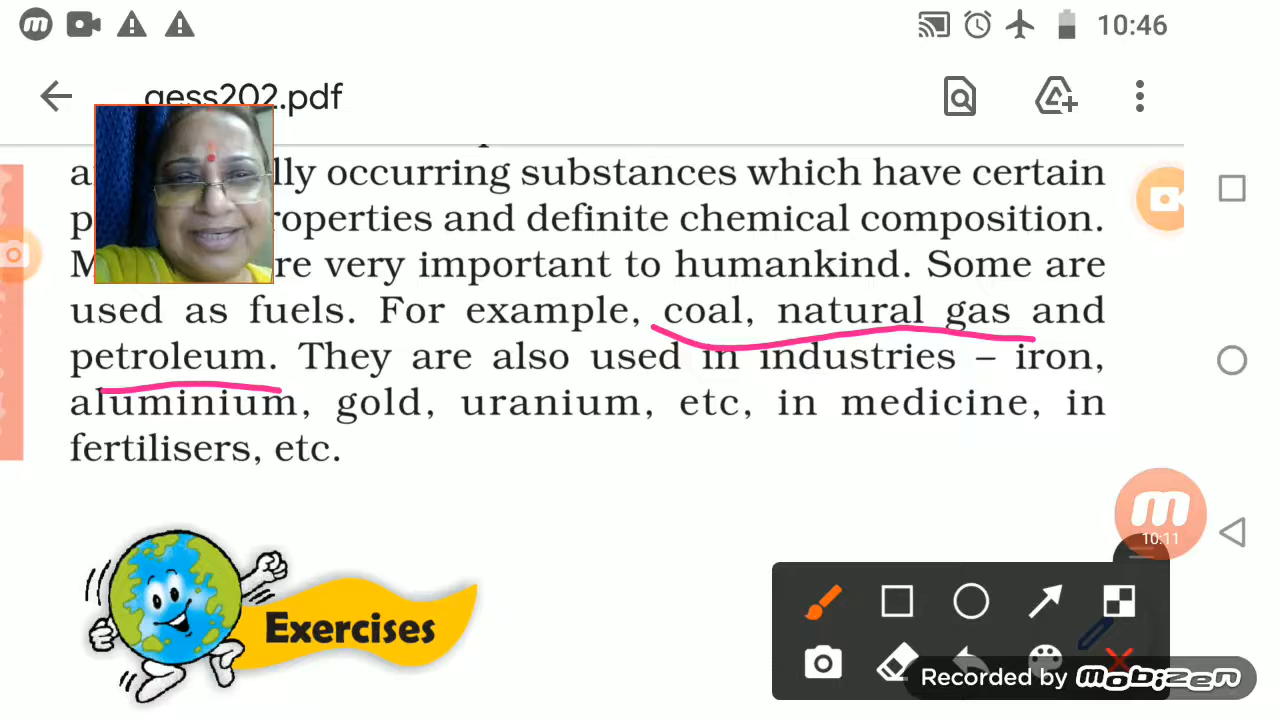 10:46
gess202.pdf
lly occurring substances which have certain
p roperties and definite chemical composition.
M re very important to humankind. Some are
used as fuels. For example, coal, natural gas and
petroleum. They are also used in industries – iron,
aluminium, gold, uranium, etc, in medicine, in
fertilisers, etc.
Exercises
10:11
Recorded by mobizen